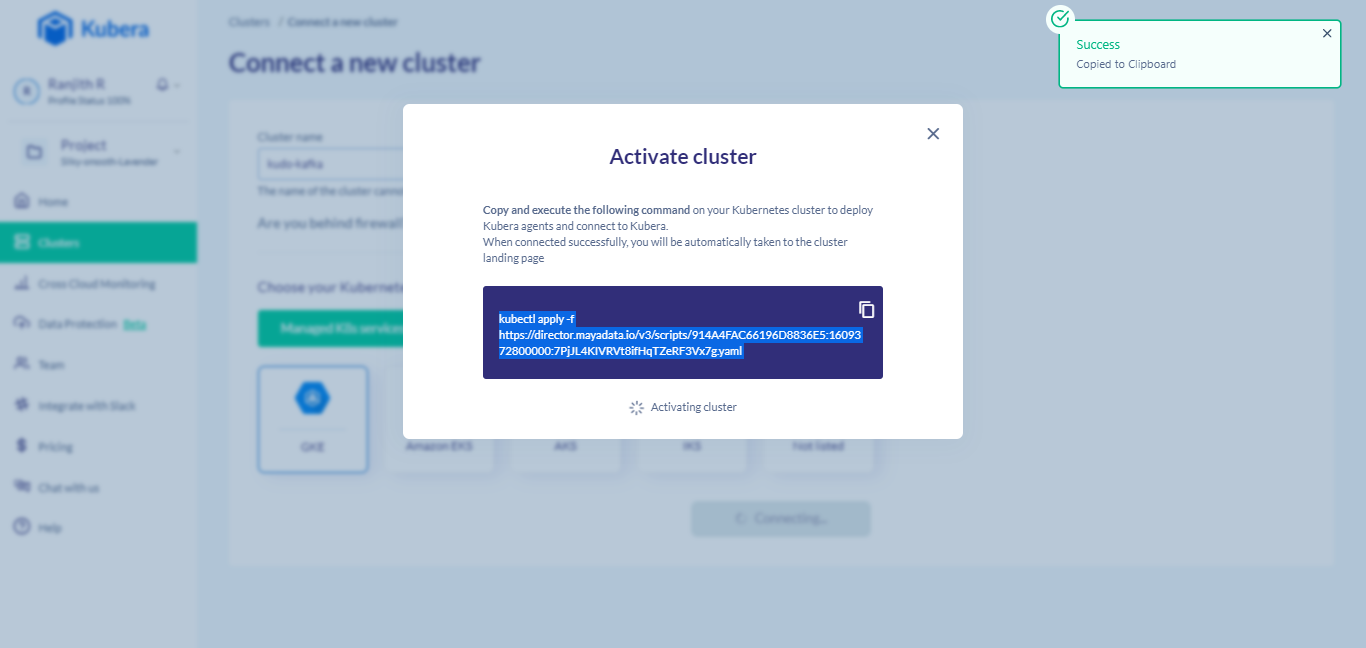 Kubera
Clusters / Connect a new cluster
Connect a new cluster
Success
Copied to Clipboard
Ranjith R
Profile Status 100%
Project
Silky-smooth-Lavender
Home
Clusters
Cross Cloud Monitoring
Data Protection Beta
Team
Integrate with Slack
Pricing
Chat with us
Help
Cluster name
kudo-kafka
The name of the cluster
Are you behind firewall
Choose your
Managed K8s services
GKE
Amazon EKS
AKS
IKS
Not listed
Connecting...
Activate cluster
Copy and execute the following command on your Kubernetes cluster to deploy
Kubera agents and connect to Kubera.
When connected successfully, you will be automatically taken to the cluster
landing page
kubectl apply -f
https://director.mayadata.io/v3/scripts/914A4FAC66196D8836E5:16093
72800000:7PjJL4KIVRVt8ifHqTZeRF3Vx7g.yaml
Activating cluster